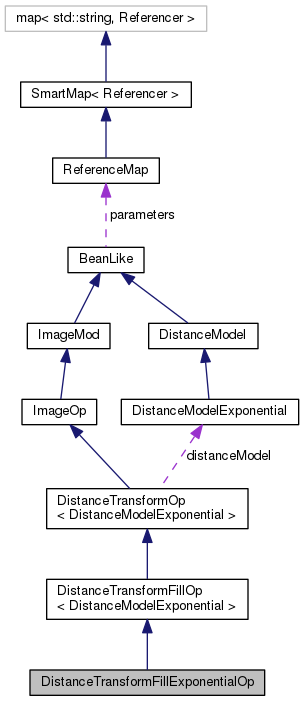 map< std::string, Referencer >
SmartMap< Referencer >
ReferenceMap
parameters
BeanLike
ImageMod
DistanceModel
ImageOp
DistanceModelExponential
distanceModel
DistanceTransformOp
< DistanceModelExponential >
DistanceTransformFillOp
< DistanceModelExponential >
DistanceTransformFillExponentialOp